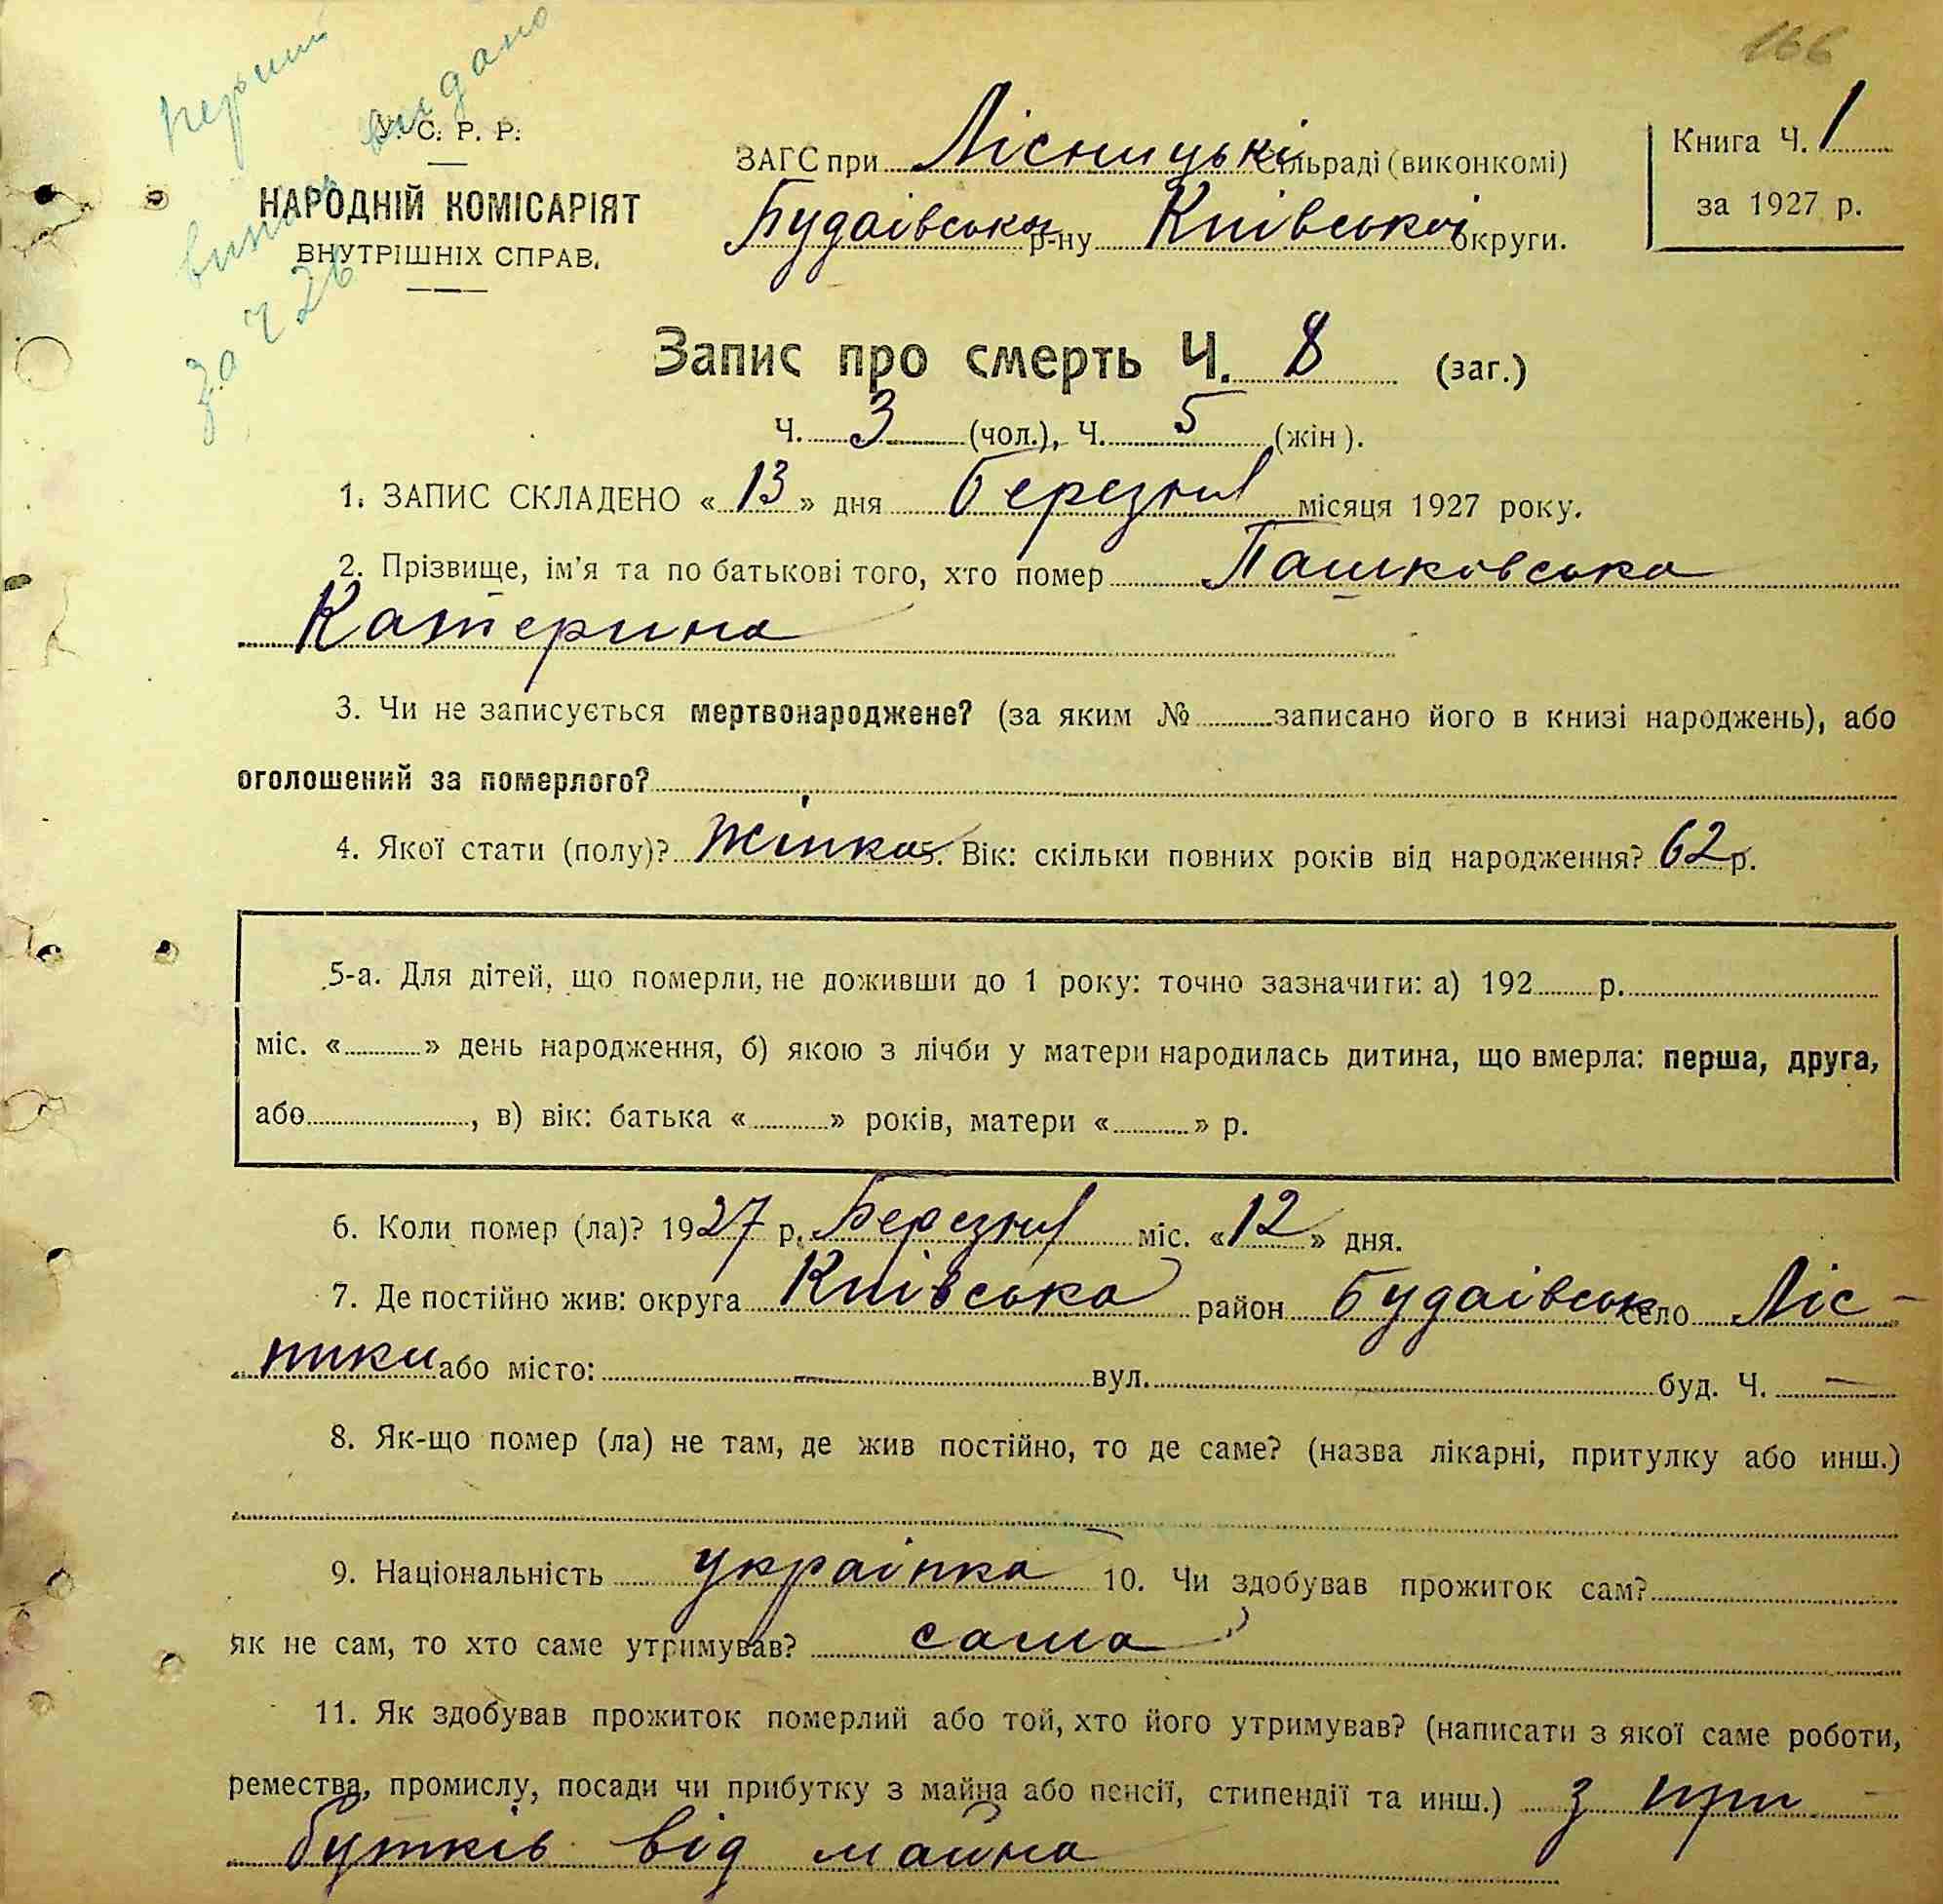 166
перший
видано
випис
за Ч 26
У. С. Р. Р.
НАРОДНІЙ КОМІСАРІЯТ
ВНУТРІШНІХ СПРАВ.
ЗАГС при Лісницькі сільраді (виконкомі)
Будаівськ р-ну Киівськоі округи.
Книга Ч. 1
за 1927 р.
Запис про смерть Ч. 8 (заг.)
Ч. 3 (чол.), Ч. 5 (жін).
1. ЗАПИС СКЛАДЕНО «13» дня березня місяця 1927 року.
2. Прізвище, ім'я та по батькові того, хто помер Пашковська
Катерина
3. Чи не записується мертвонароджене? (за яким № записано його в книзі народжень), або
оголошений за померлого?
4. Якої стати (полу)? Жінка. Вік: скільки повних років від народження? 62 р.
5-а. Для дітей, що померли, не доживши до 1 року: точно зазначити: а) 192 р.
міс. « » день народження, б) якою з лічби у матери народилась дитина, що вмерла: перша, друга,
або , в) вік: батька « » років, матери « » р.
6. Коли помер (ла)? 1927 р. Березня міс. «12» дня.
7. Де постійно жив: округа Киівська район Будаівськ село Ліс-
ники або місто: — вул. буд. Ч. —
8. Як-що помер (ла) не там, де жив постійно, то де саме? (назва лікарні, притулку або инш.)
9. Національність украінка 10. Чи здобував прожиток сам?
як не сам, то хто саме утримував? сама
11. Як здобував прожиток померлий або той, хто його утримував? (написати з якої саме роботи,
ремества, промислу, посади чи прибутку з майна або пенсії, стипендії та инш.) з при-
бутків від майна